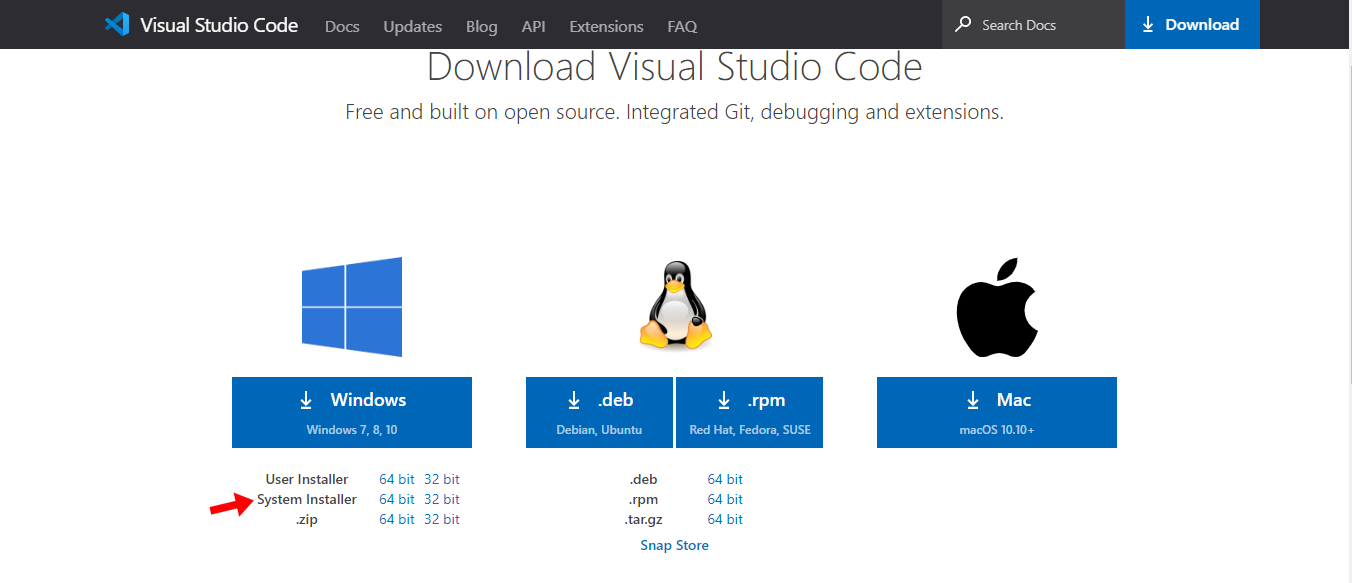 Visual Studio Code Docs Updates Blog API Extensions FAQ Search Docs Download
Download Visual Studio Code
Free and built on open source. Integrated Git, debugging and extensions.
Windows
Windows 7, 8, 10
.deb
Debian, Ubuntu
.rpm
Red Hat, Fedora, SUSE
Mac
macOS 10.10+
User Installer 64 bit 32 bit
System Installer 64 bit 32 bit
.zip 64 bit 32 bit
.deb 64 bit
.rpm 64 bit
.tar.gz 64 bit
Snap Store